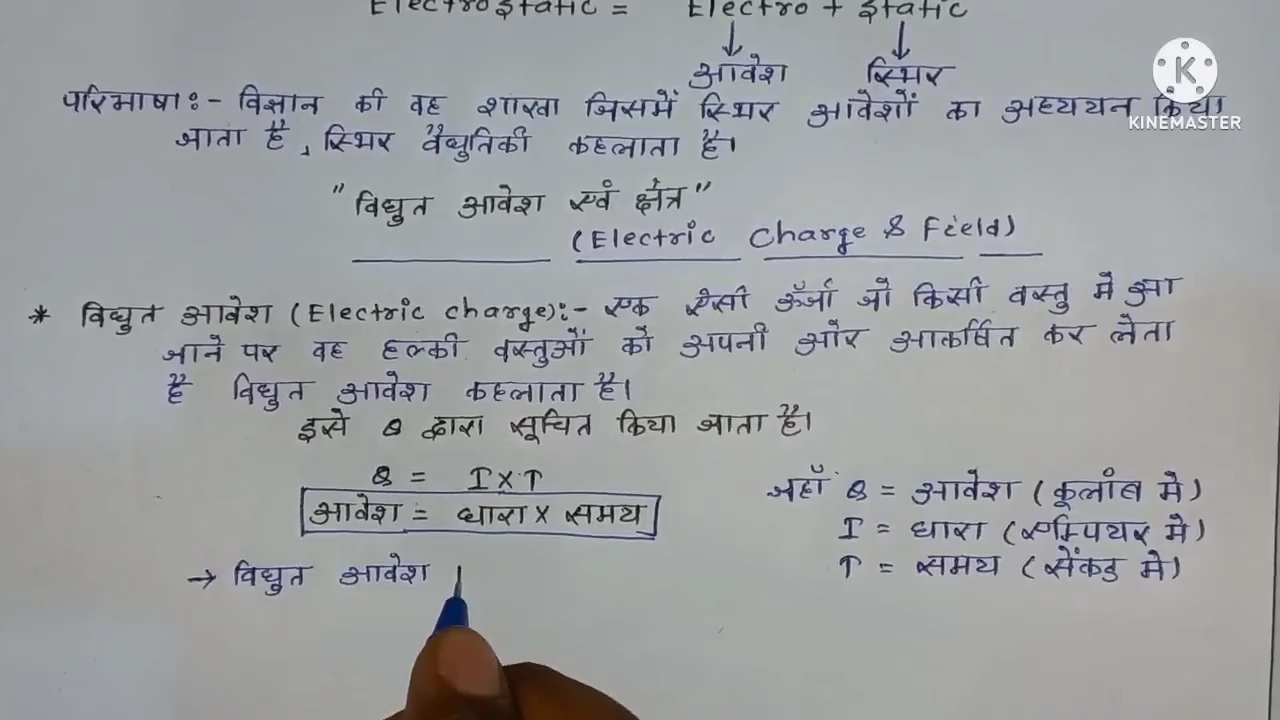 Electrostatic = Electro + Static
आवेश स्थिर
परिभाषाः- विज्ञान की वह शाखा जिसमें स्थिर आवेशों का अध्ययन किया
जाता है, स्थिर वैद्युतिकी कहलाता है।
"विद्युत आवेश एवं क्षेत्र"
(Electric Charge & Field)
* विद्युत आवेश (Electric charge):- एक ऐसी ऊर्जा जो किसी वस्तु में आ
जाने पर वह हल्की वस्तुओं को अपनी ओर आकर्षित कर लेता
है विद्युत आवेश कहलाता है।
इसे Q द्वारा सूचित किया जाता है।
Q = I × T
आवेश = धारा × समय
→ विद्युत आवेश
जहाँ Q = आवेश (कूलांब मे)
I = धारा (एम्पियर मे)
T = समय (सेंकड मे)
K
KINEMASTER